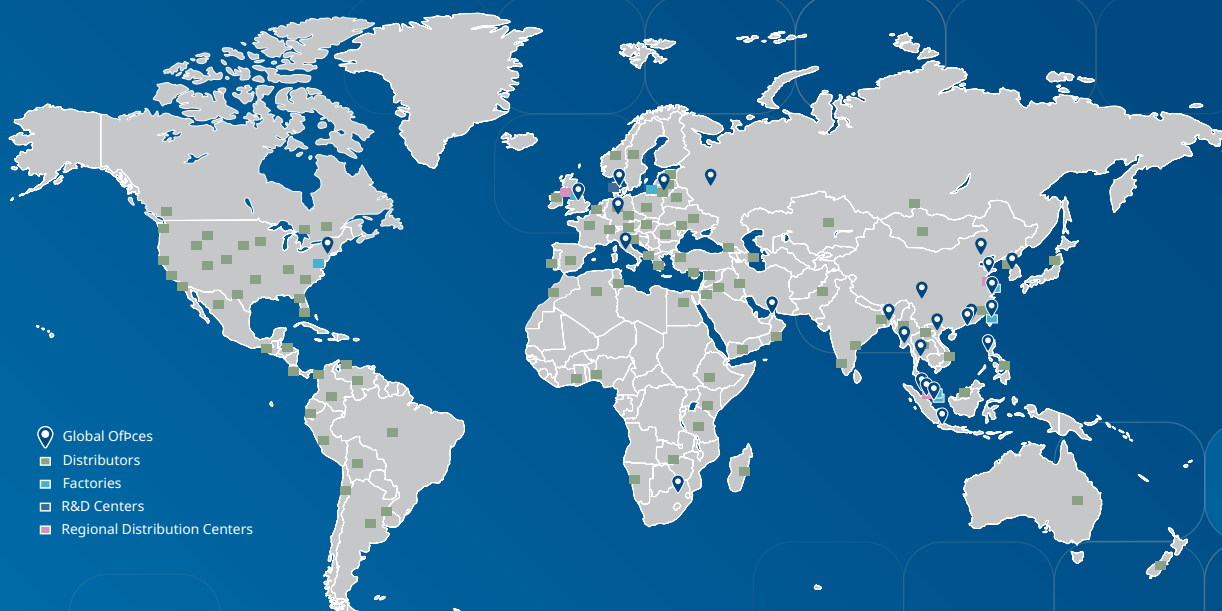 Global OfÞces
Distributors
Factories
R&D Centers
Regional Distribution Centers